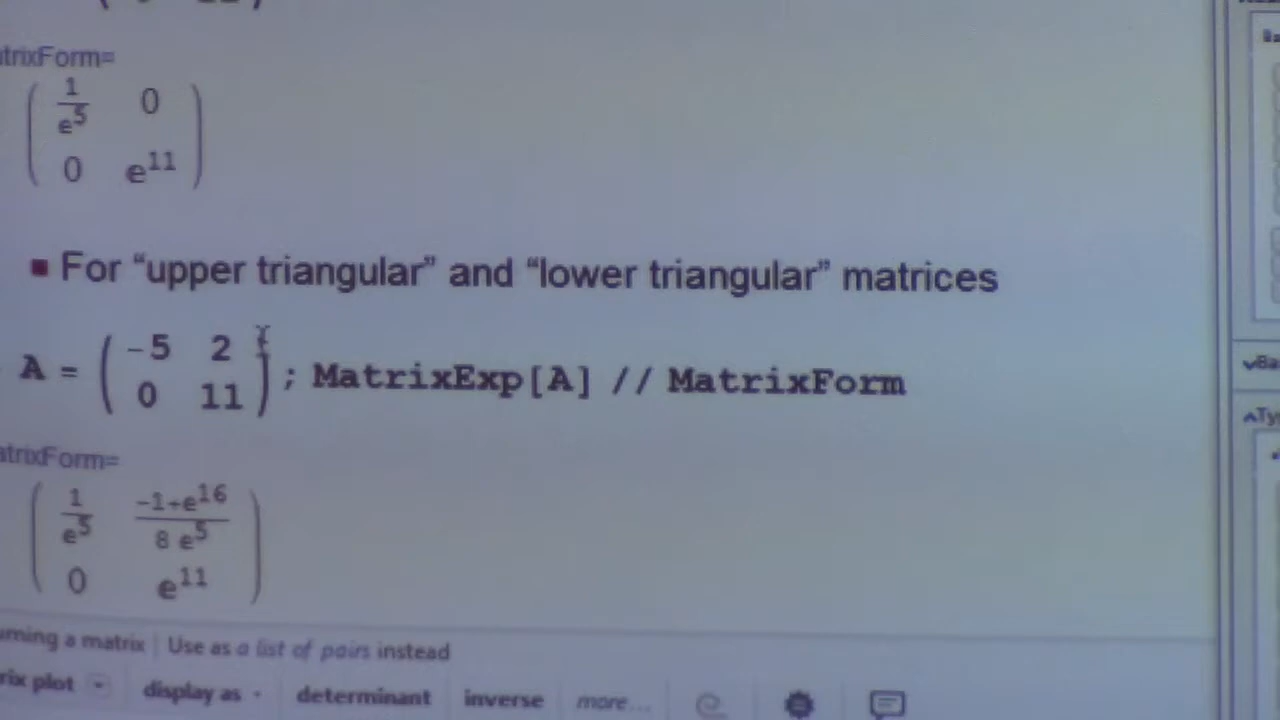 trixForm=
1 0
e^5
0 e^11
For “upper triangular” and “lower triangular” matrices
A = ( -5 2 ; MatrixExp[A] // MatrixForm
0 11 )
atrixForm=
1 -1+e^16
e^5 8 e^5
0 e^11
uming a matrix | Use as a list of pairs instead
rix plot display as determinant inverse more...